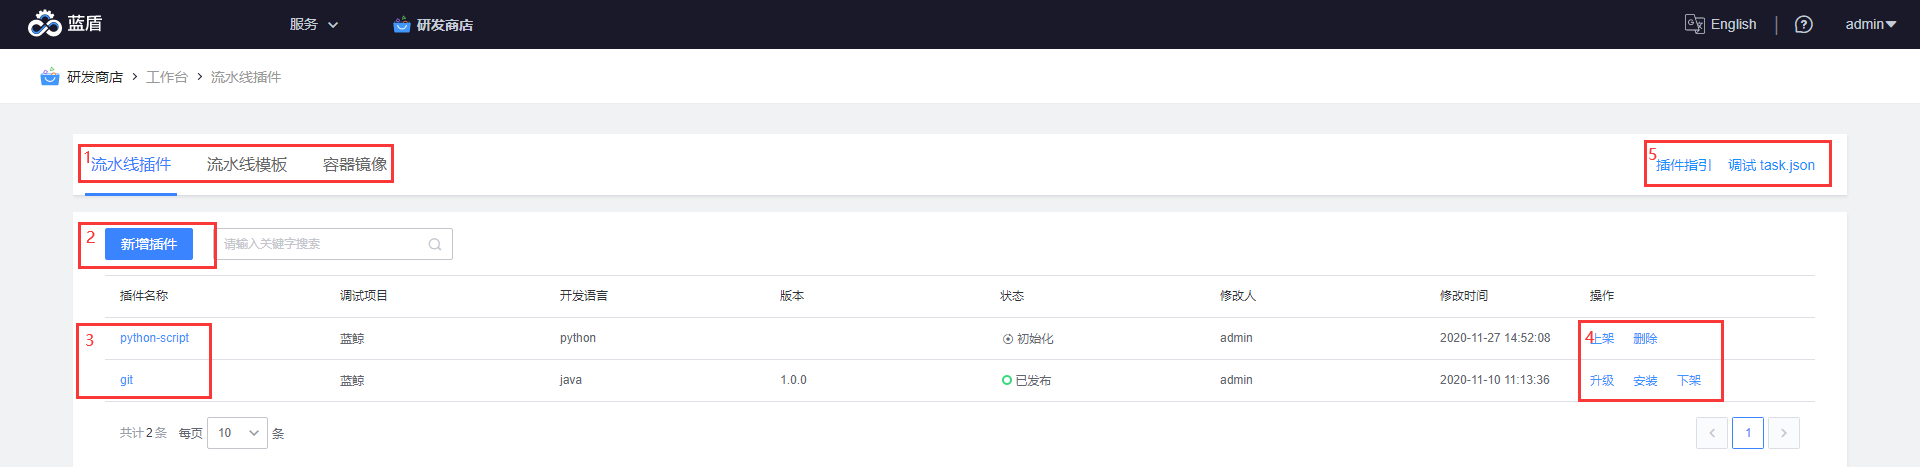 蓝盾 服务 研发商店 English admin
研发商店 > 工作台 > 流水线插件
1 流水线插件 流水线模板 容器镜像 5 插件指引 调试 task.json
2 新增插件 请输入关键字搜索
插件名称 调试项目 开发语言 版本 状态 修改人 修改时间 操作
3 python-script 蓝鲸 python 初始化 admin 2020-11-27 14:52:08 4 上架 删除
git 蓝鲸 java 1.0.0 已发布 admin 2020-11-10 11:13:36 升级 安装 下架
共计2条 每页 10 条 1